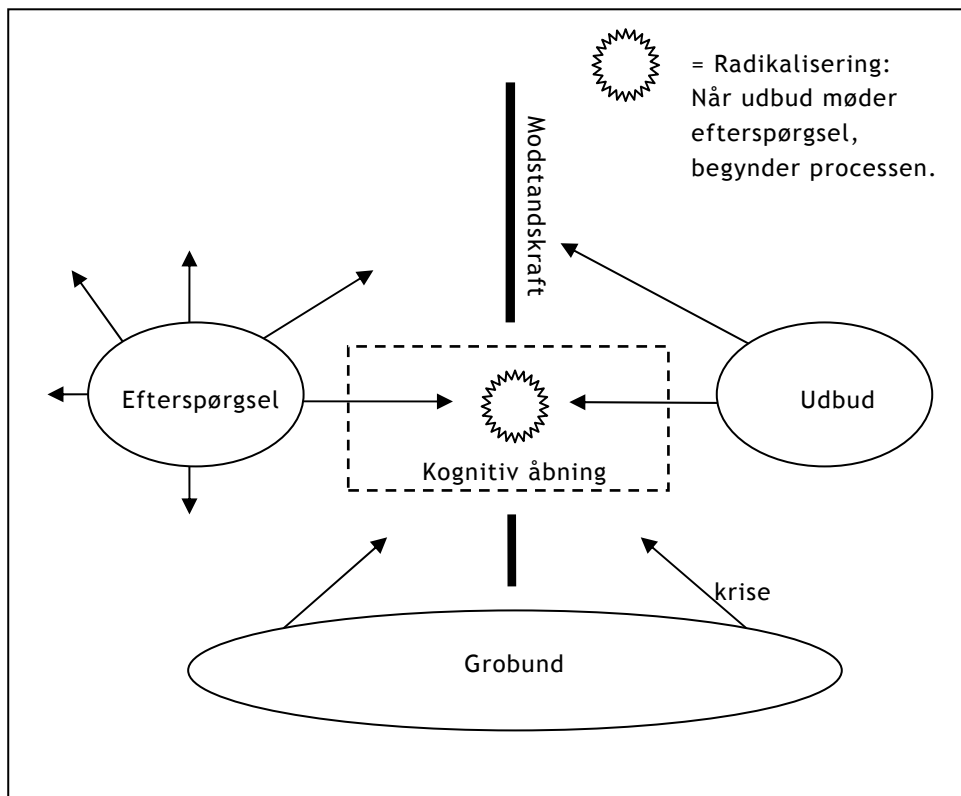 = Radikalisering:
Når udbud møder
efterspørgsel,
begynder processen.
Modstandskraft
Efterspørgsel
Udbud
Kognitiv åbning
krise
Grobund